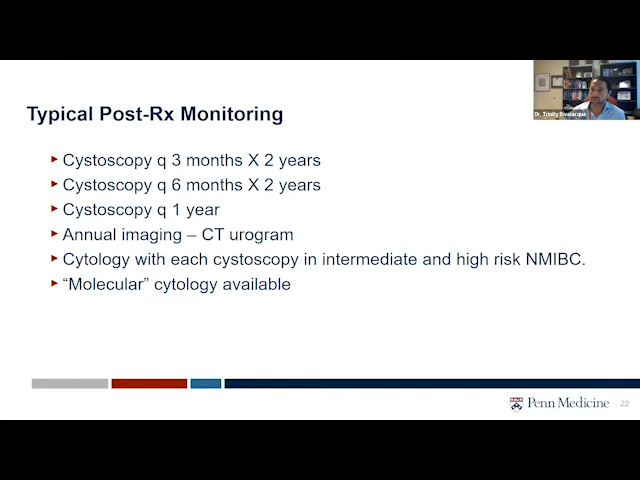 Dr. Trinity Bivalacqua
Typical Post-Rx Monitoring
Cystoscopy q 3 months X 2 years
Cystoscopy q 6 months X 2 years
Cystoscopy q 1 year
Annual imaging – CT urogram
Cytology with each cystoscopy in intermediate and high risk NMIBC.
“Molecular” cytology available
Penn Medicine
22